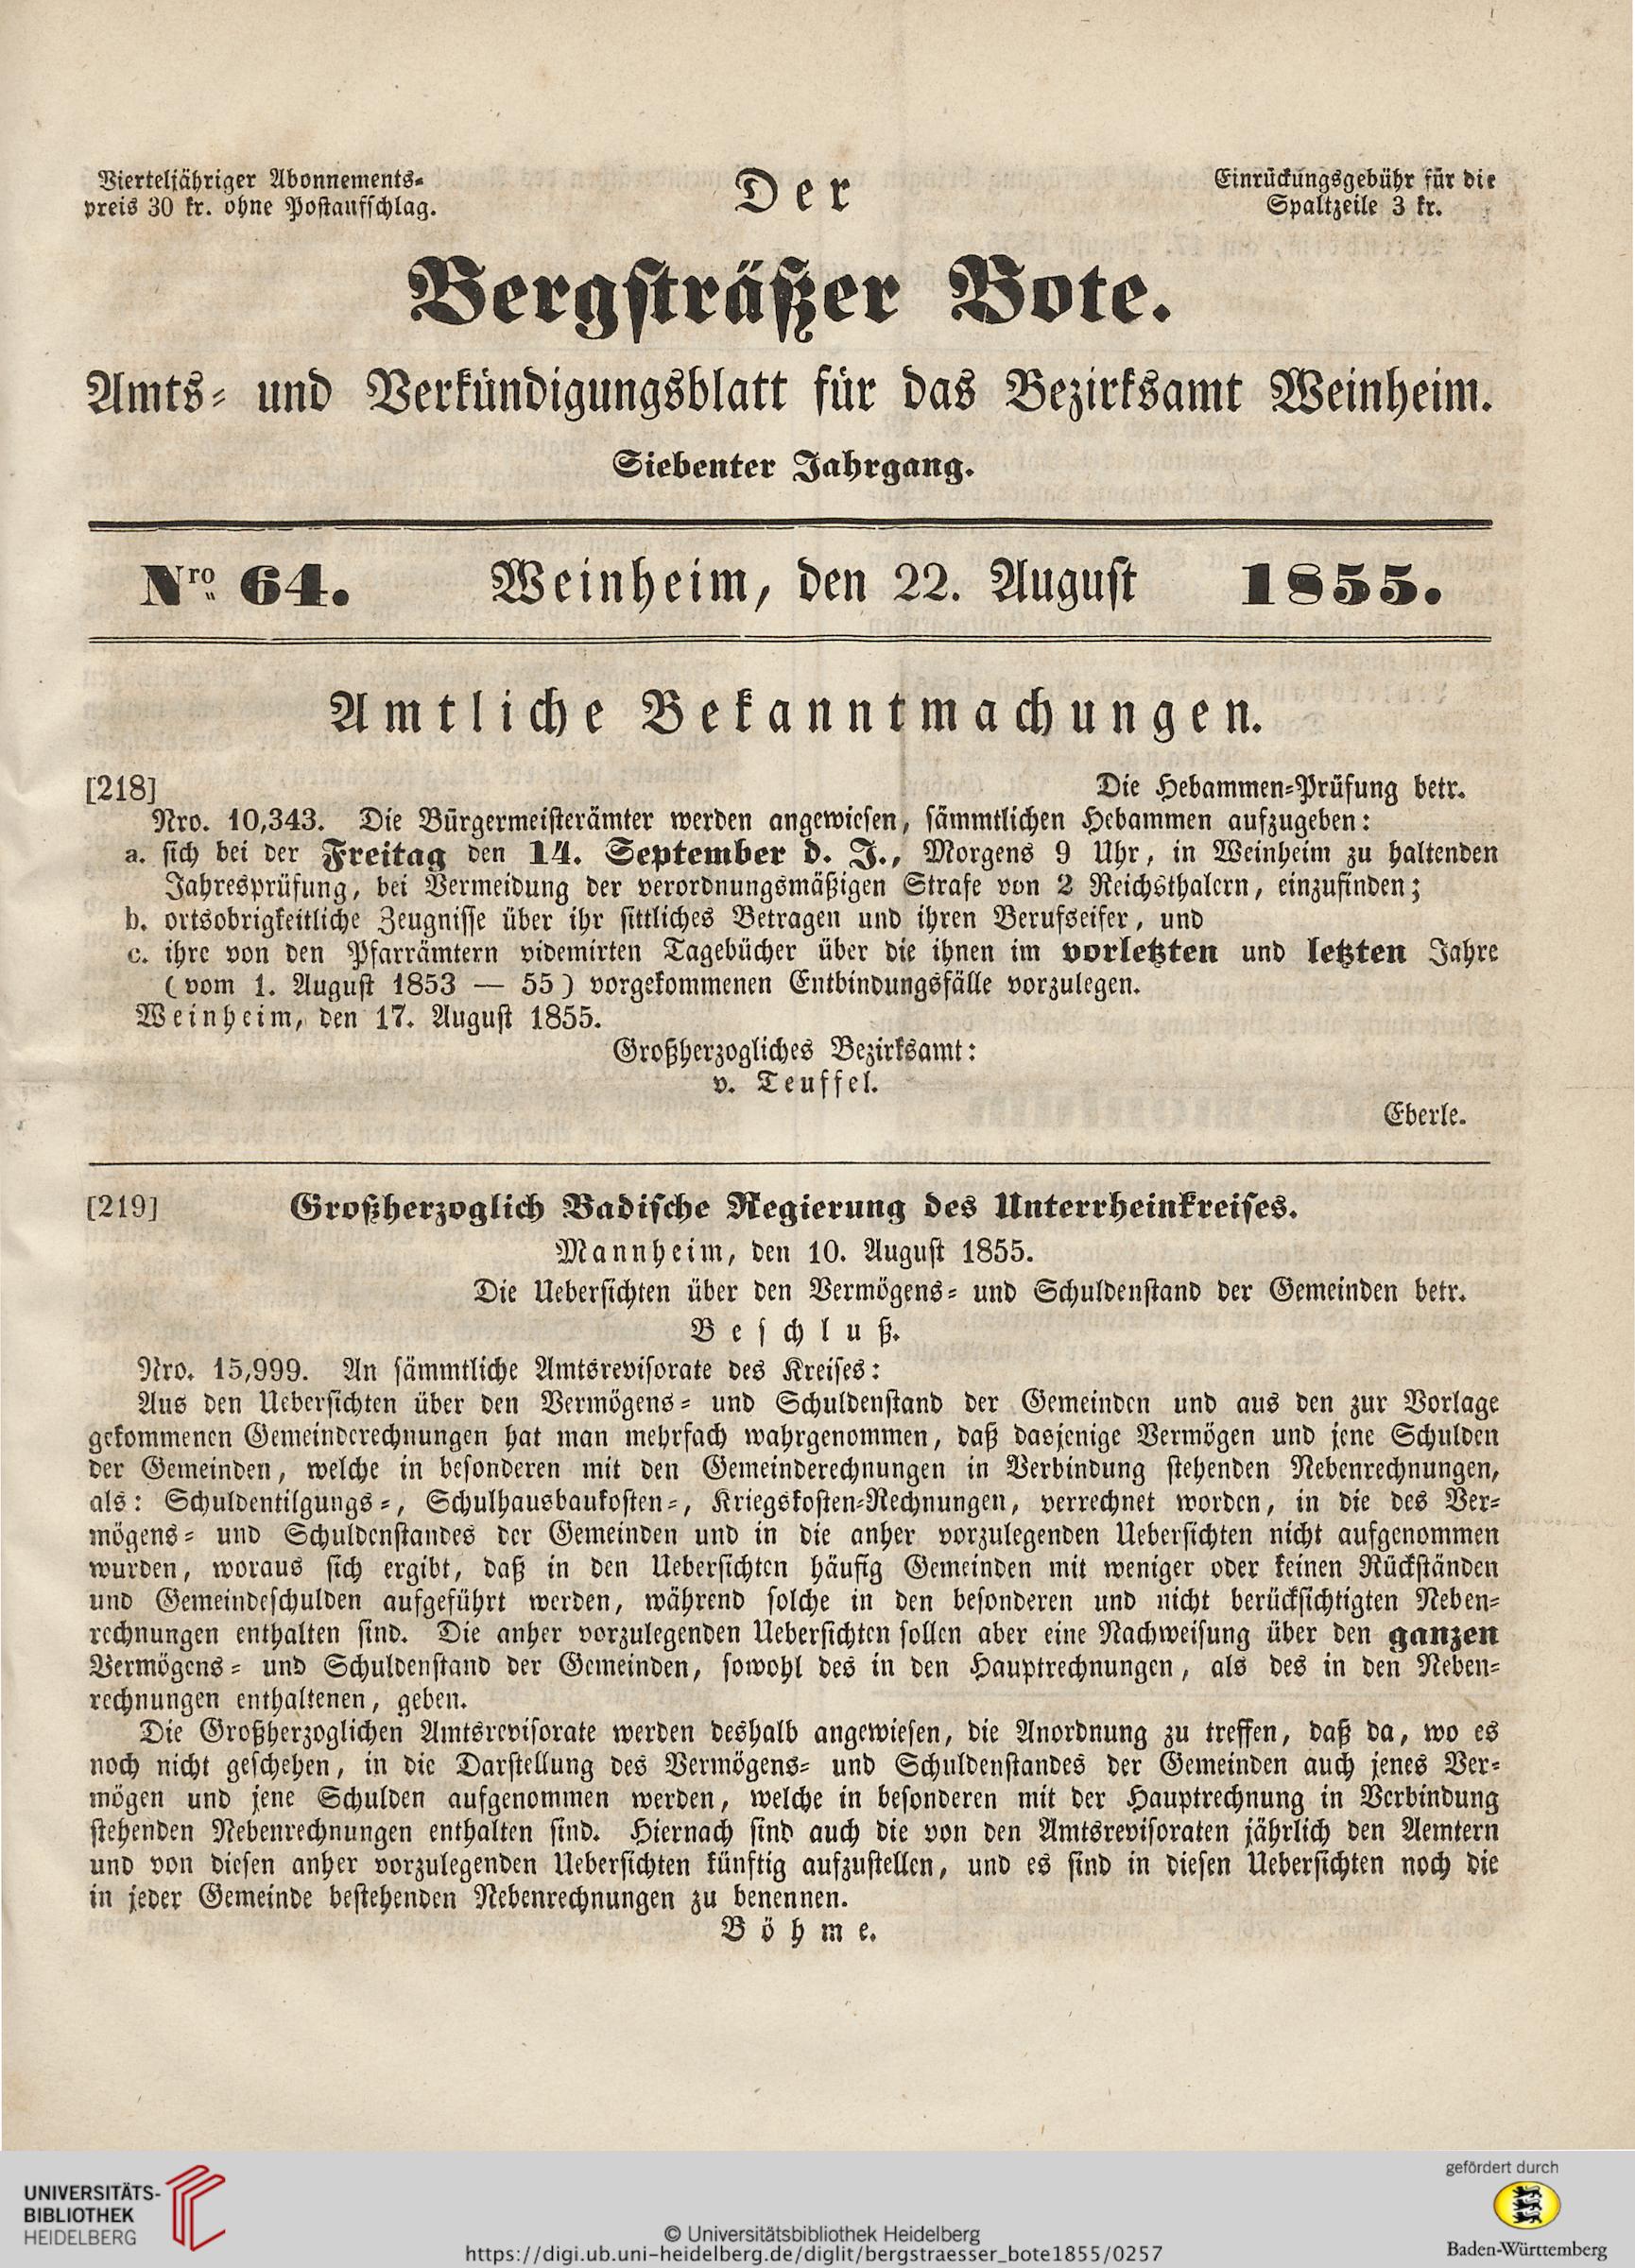 Vierteljähriger Abonnements-
preis 30 kr. ohne Postaufschlag.
Der
Einrückungsgebühr für die
Spaltzeile 3 kr.
Bergsträßer Bote.
Amts- und Verkündigungsblatt für das Bezirksamt Weinheim.
Siebenter Jahrgang.
Nro 64. Weinheim, den 22. August 1855.
Amtliche Bekanntmachungen.
[218] Die Hebammen-Prüfung betr.
Nro. 10,343. Die Bürgermeisterämter werden angewiesen, sämmtlichen Hebammen aufzugeben:
a. sich bei der Freitag den 14. September d. J., Morgens 9 Uhr, in Weinheim zu haltenden
Jahresprüfung, bei Vermeidung der verordnungsmäßigen Strafe von 2 Reichsthalern, einzufinden;
b. ortsobrigkeitliche Zeugnisse über ihr sittliches Betragen und ihren Berufseifer, und
c. ihre von den Pfarrämtern videmirten Tagebücher über die ihnen im vorletzten und letzten Jahre
(vom 1. August 1853 — 55) vorgekommenen Entbindungsfälle vorzulegen.
Weinheim, den 17. August 1855.
Großherzogliches Bezirksamt:
v. Teuffel.
Eberle.
[219] Großherzoglich Badische Regierung des Unterrheinkreises.
Mannheim, den 10. August 1855.
Die Uebersichten über den Vermögens- und Schuldenstand der Gemeinden betr.
Beschluß.
Nro. 15,999. An sämmtliche Amtsrevisorate des Kreises:
Aus den Uebersichten über den Vermögens- und Schuldenstand der Gemeinden und aus den zur Vorlage
gekommenen Gemeinderechnungen hat man mehrfach wahrgenommen, daß dasjenige Vermögen und jene Schulden
der Gemeinden, welche in besonderen mit den Gemeinderechnungen in Verbindung stehenden Nebenrechnungen,
als: Schuldentilgungs-, Schulhausbaukosten-, Kriegskosten-Rechnungen, verrechnet worden, in die des Ver-
mögens- und Schuldenstandes der Gemeinden und in die anher vorzulegenden Uebersichten nicht aufgenommen
wurden, woraus sich ergibt, daß in den Uebersichten häufig Gemeinden mit weniger oder keinen Rückständen
und Gemeindeschulden aufgeführt werden, während solche in den besonderen und nicht berücksichtigten Neben-
rechnungen enthalten sind. Die anher vorzulegenden Uebersichten sollen aber eine Nachweisung über den ganzen
Vermögens- und Schuldenstand der Gemeinden, sowohl des in den Hauptrechnungen, als des in den Neben-
rechnungen enthaltenen, geben.
Die Großherzoglichen Amtsrevisorate werden deshalb angewiesen, die Anordnung zu treffen, daß da, wo es
noch nicht geschehen, in die Darstellung des Vermögens- und Schuldenstandes der Gemeinden auch jenes Ver-
mögen und jene Schulden aufgenommen werden, welche in besonderen mit der Hauptrechnung in Verbindung
stehenden Nebenrechnungen enthalten sind. Hiernach sind auch die von den Amtsrevisoraten jährlich den Aemtern
und von diesen anher vorzulegenden Uebersichten künftig aufzustellen, und es sind in diesen Uebersichten noch die
in jeder Gemeinde bestehenden Nebenrechnungen zu benennen.
Böhme.
UNIVERSITÄTS-
BIBLIOTHEK
HEIDELBERG
© Universitätsbibliothek Heidelberg
https://digi.ub.uni-heidelberg.de/diglit/bergstraesser_bote1855/0257
gefördert durch
Baden-Württemberg